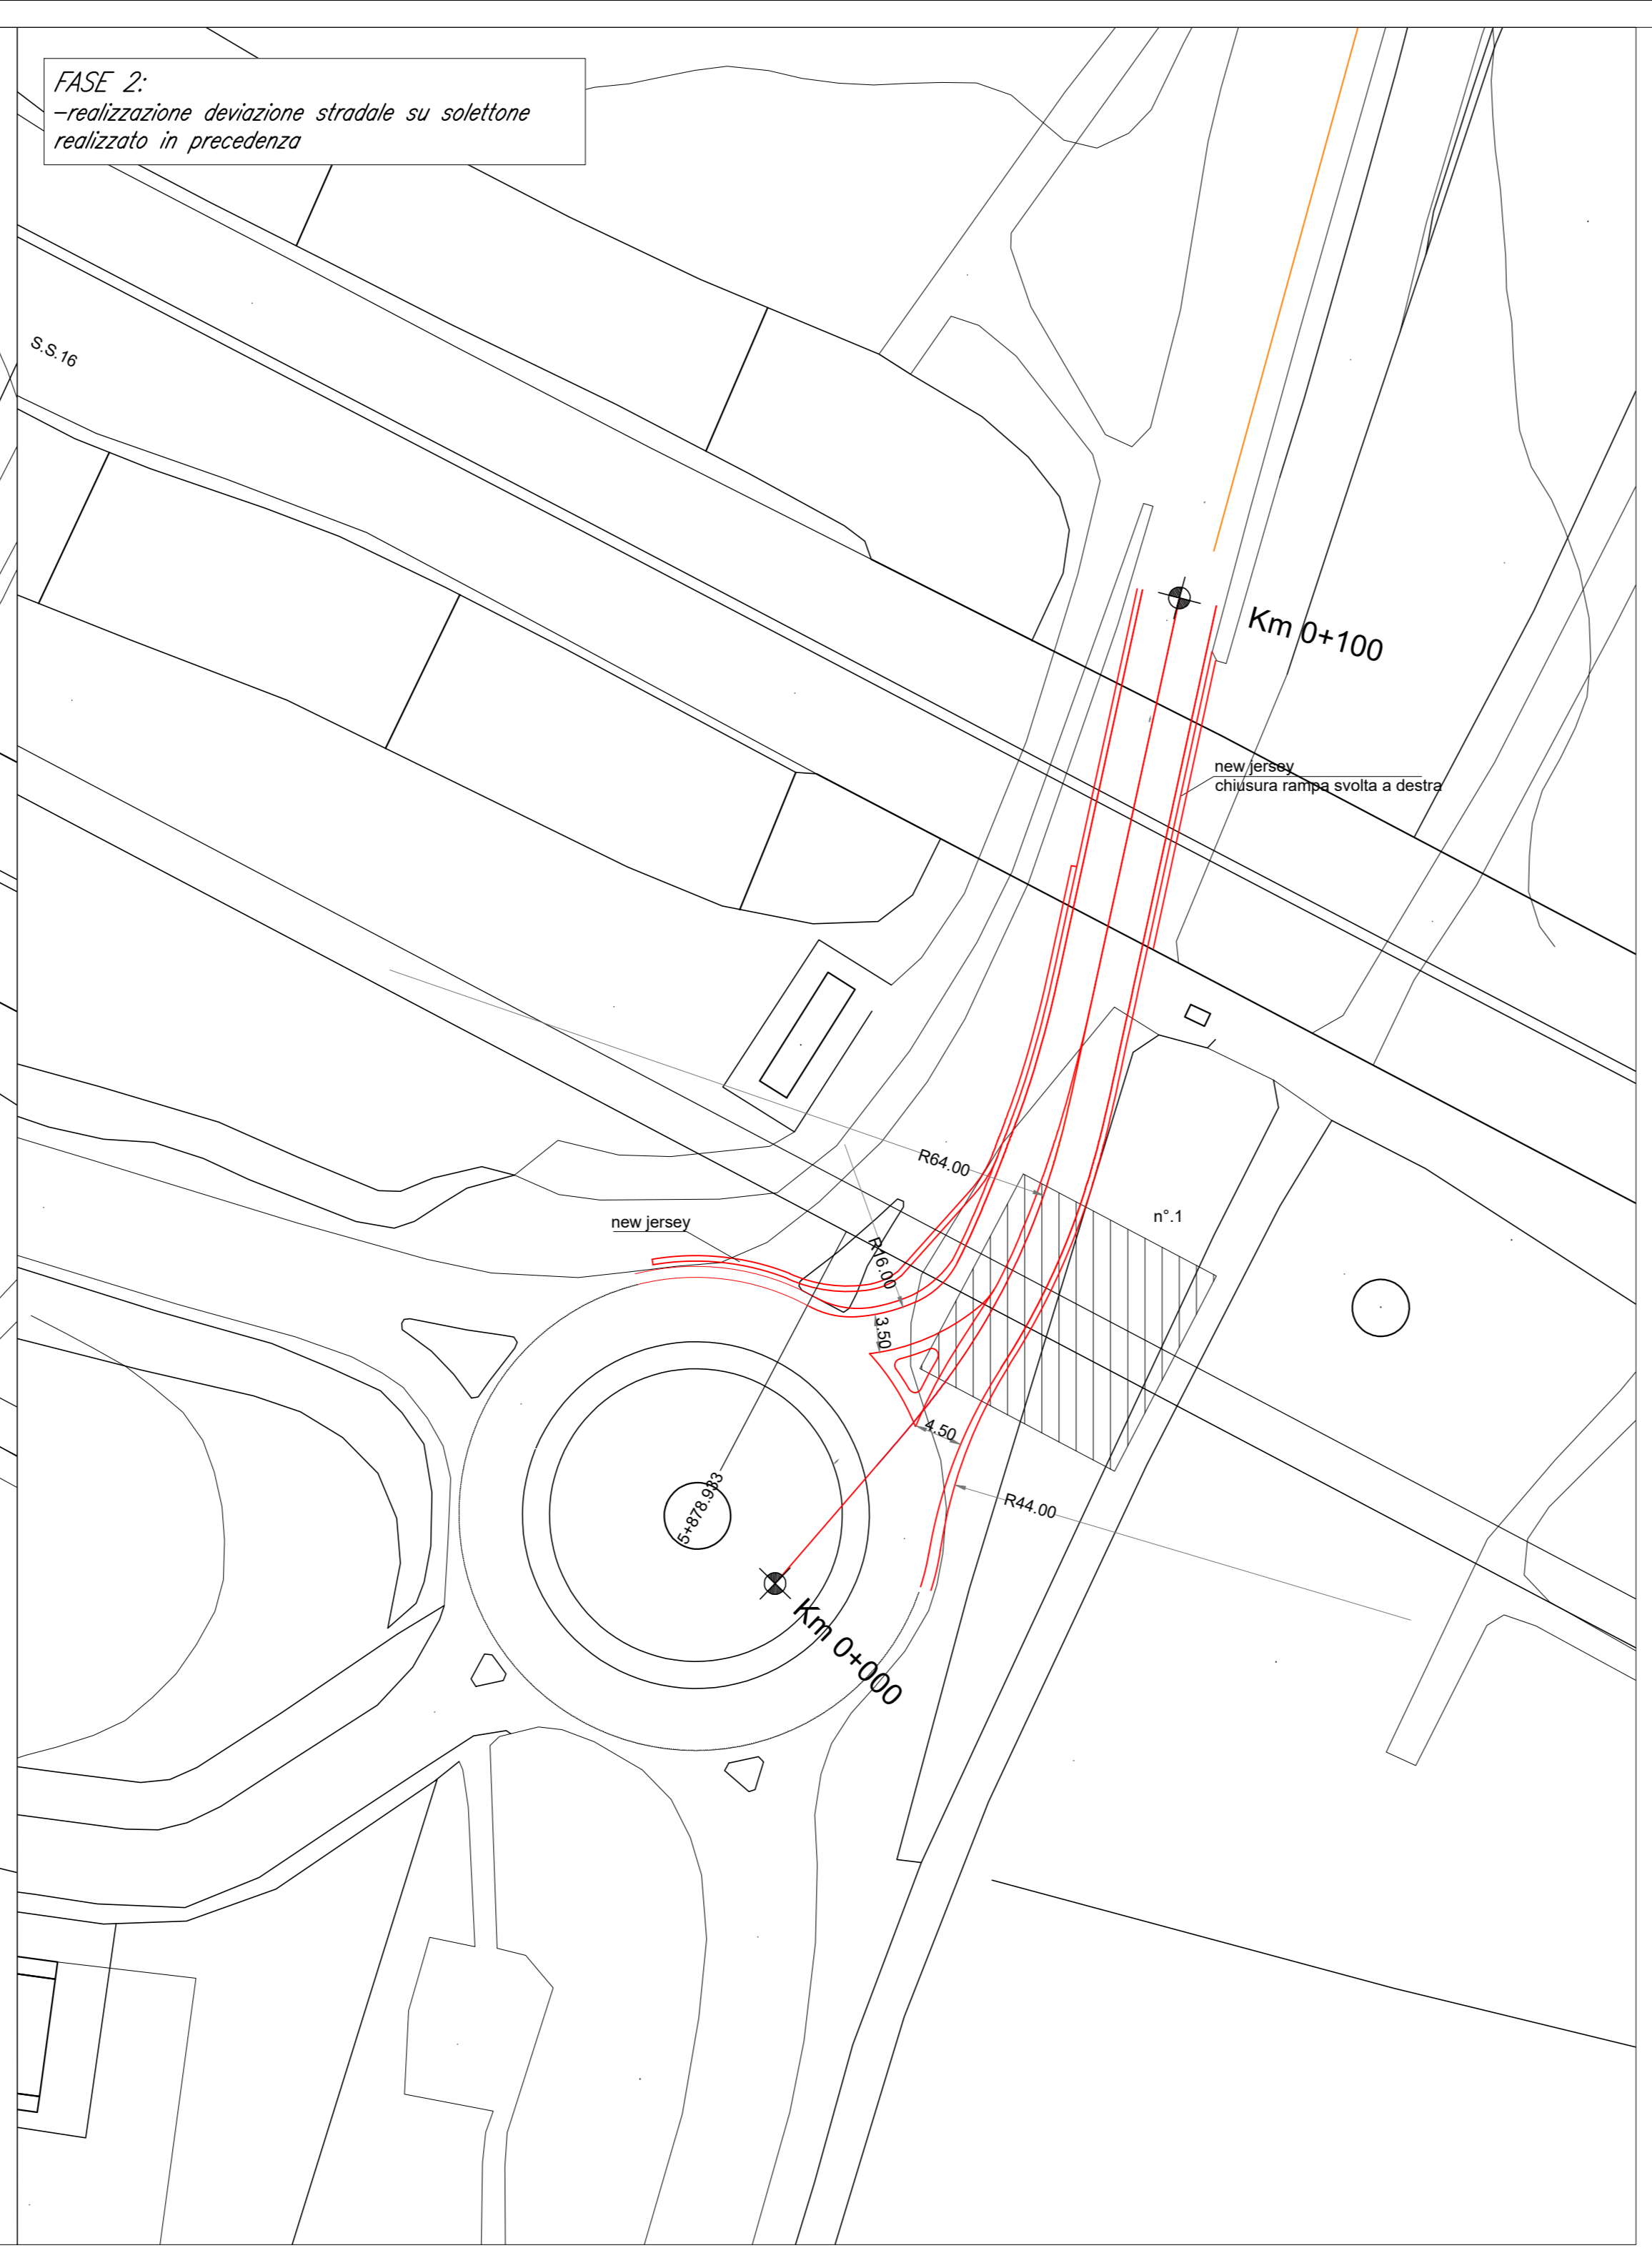 FASE 2:
-realizzazione deviazione stradale su solettone
realizzato in precedenza
S.S.16
Km 0+100
new jersey
chiusura rampa svolta a destra
R64.00
n°.1
new jersey
R16.00
3.50
4.50
R44.00
5+878.933
Km 0+000